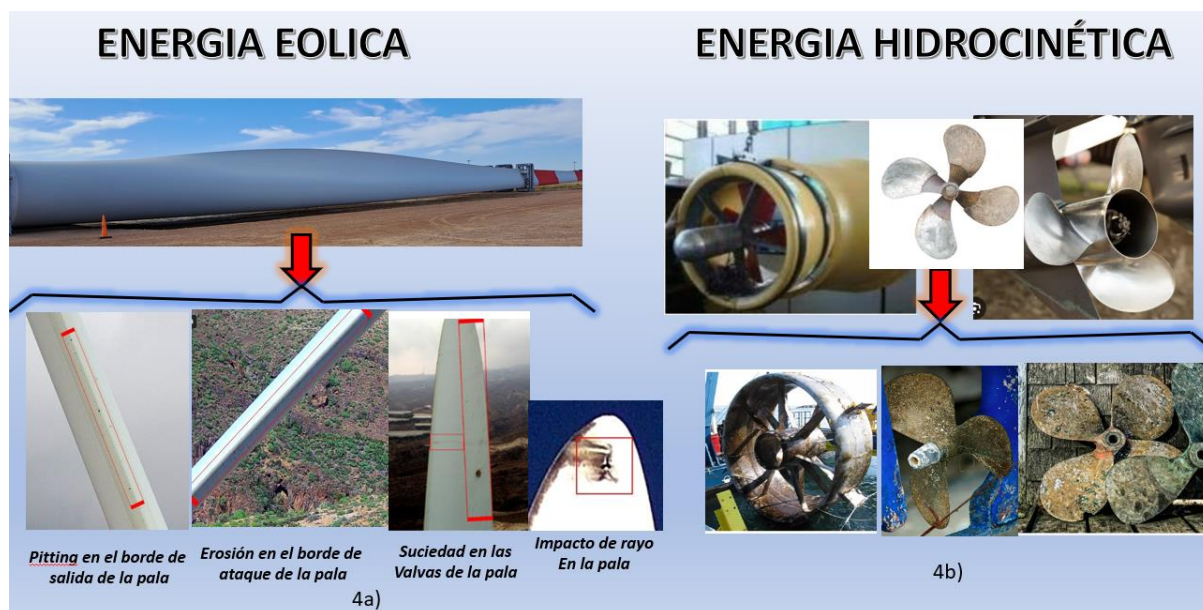 ENERGIA EOLICA
ENERGIA HIDROCINÉTICA
Pitting en el borde de
salida de la pala
Erosión en el borde de
ataque de la pala
Suciedad en las
Valvas de la pala
Impacto de rayo
En la pala
4a)
4b)